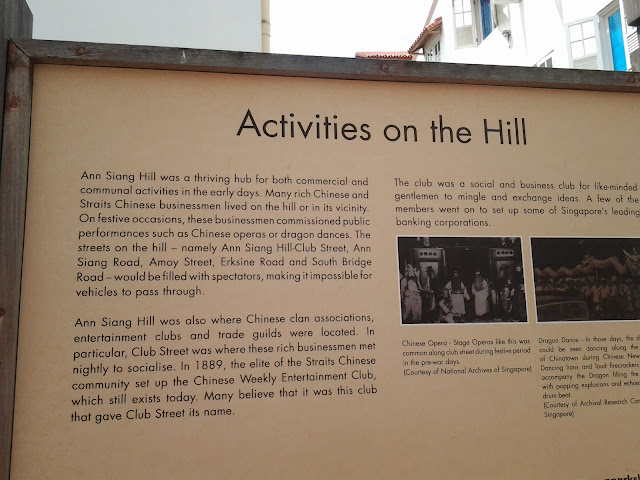 Activities on the Hill
Ann Siang Hill was a thriving hub for both commercial and
communal activities in the early days. Many rich Chinese and
Straits Chinese businessmen lived on the hill or in its vicinity.
On festive occasions, these businessmen commissioned public
performances such as Chinese operas or dragon dances. The
streets on the hill – namely Ann Siang Hill-Club Street, Ann
Siang Road, Amoy Street, Erksine Road and South Bridge
Road – would be filled with spectators, making it impossible for
vehicles to pass through.
Ann Siang Hill was also where Chinese clan associations,
entertainment clubs and trade guilds were located. In
particular, Club Street was where these rich businessmen met
nightly to socialise. In 1889, the elite of the Straits Chinese
community set up the Chinese Weekly Entertainment Club,
which still exists today. Many believe that it was this club
that gave Club Street its name.
The club was a social and business club for like-minded
gentlemen to mingle and exchange ideas. A few of the
members went on to set up some of Singapore's leading
banking corporations.
Chinese Opera - Stage Operas like this was
common along club street during festive period
in the pre-war days.
(Courtesy of National Archives of Singapore)
Dragon Dance - In those days, the d
could be seen dancing along the
of Chinatown during Chinese New
Dancing lions and loud firecrackers
accompany the Dragon filling the
with popping explosions and echoe
drum beat.
(Courtesy of Archival Research Con
Singapore)